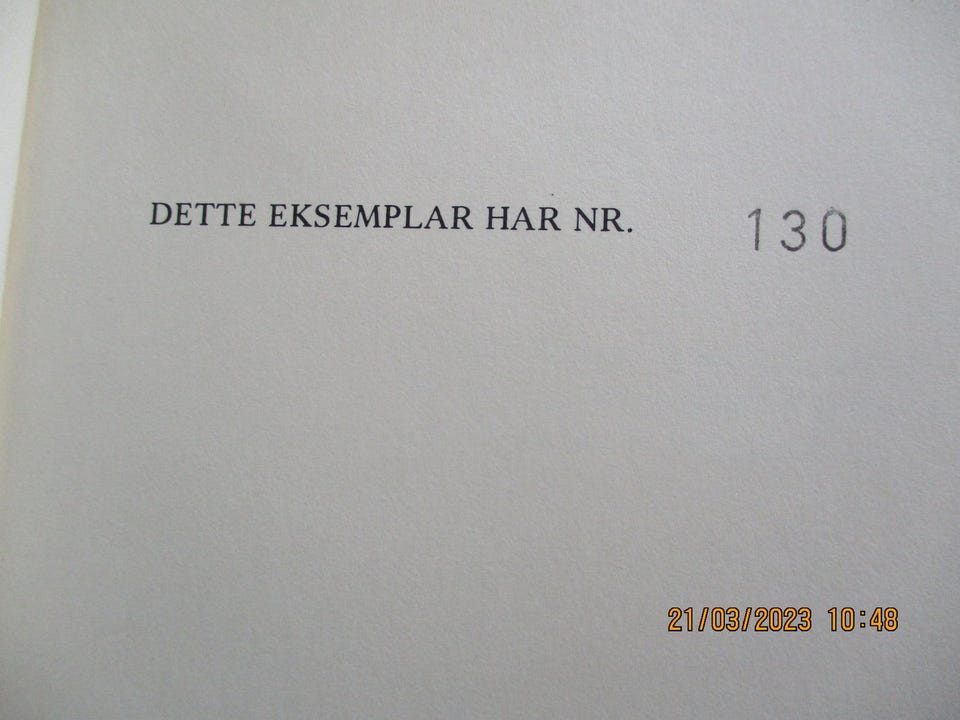 DETTE EKSEMPLAR HAR NR. 130
21/03/2023 10:48